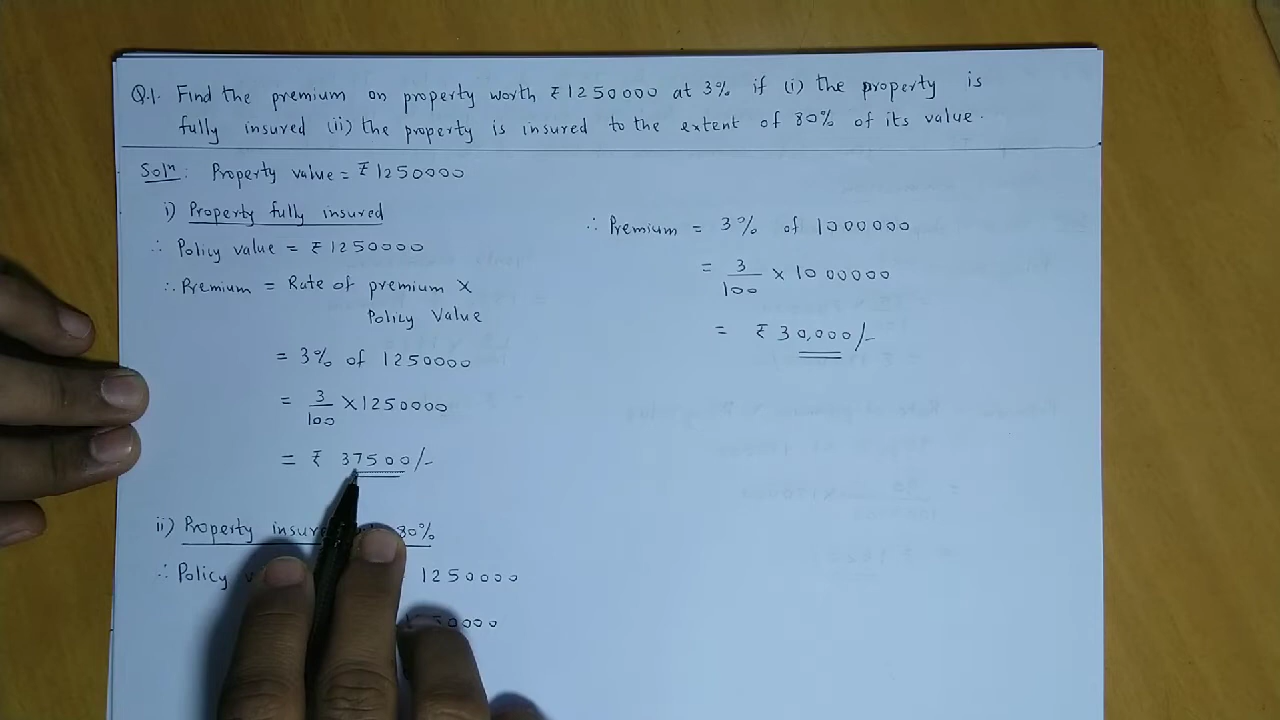 Q.1. Find the premium on property worth ₹1250000 at 3% if (i) the property is
fully insured (ii) the property is insured to the extent of 80% of its value.
Solⁿ: Property value = ₹1250000
i) Property fully insured
∴ Policy value = ₹1250000
∴ Premium = Rate of premium ×
Policy Value
= 3% of 1250000
= 3/100 × 1250000
= ₹ 37500/-
ii) Property 80%
∴ Policy 1250000
∴ Premium = 3% of 1000000
= 3/100 × 1000000
= ₹ 30,000/-